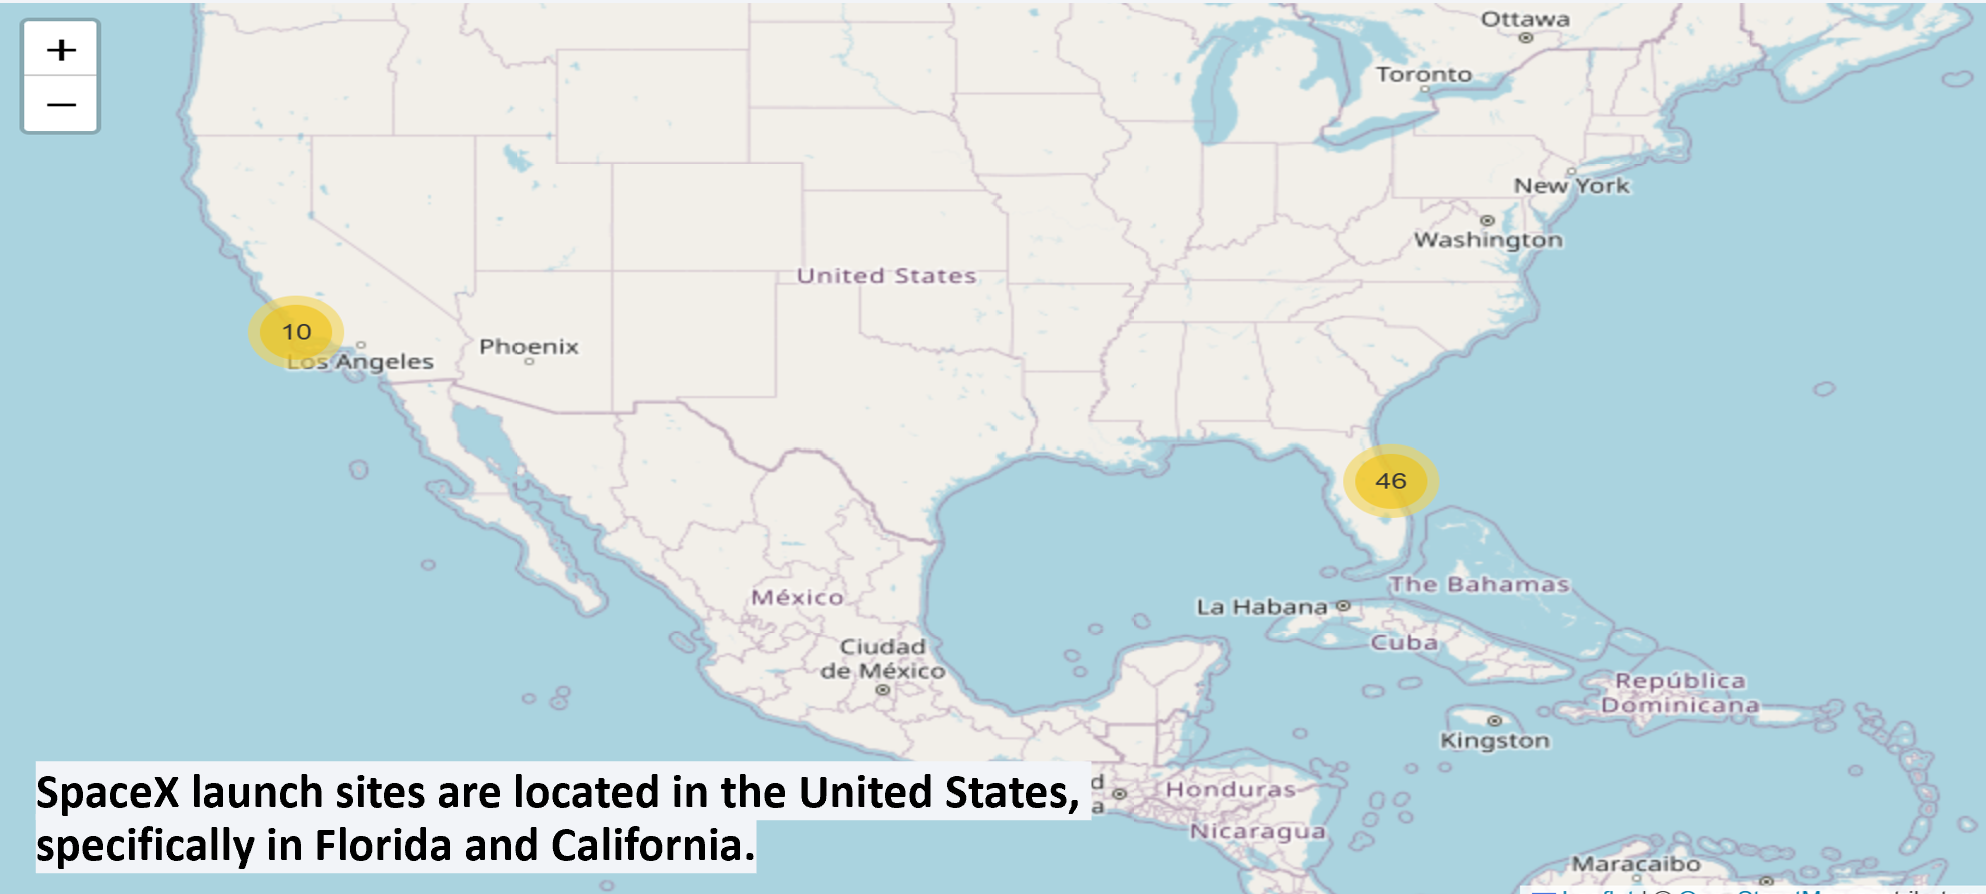 +
−
Ottawa
Toronto
New York
Washington
United States
10
Los Angeles
Phoenix
46
The Bahamas
México
La Habana
Cuba
Ciudad
de México
República
Dominicana
Kingston
SpaceX launch sites are located in the United States,
specifically in Florida and California.
d
a
Honduras
Nicaragua
Maracaibo